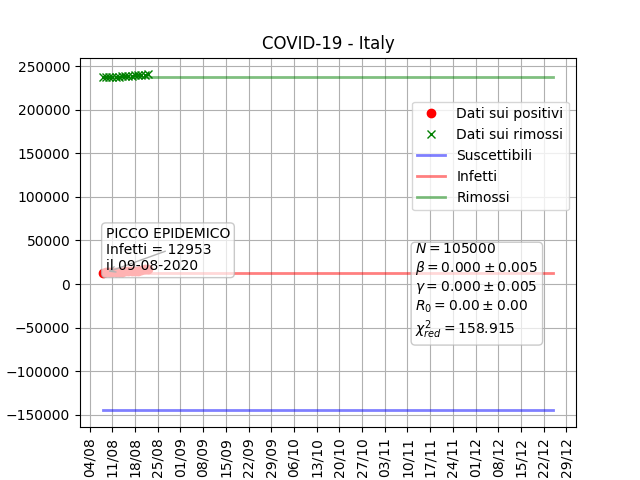 COVID-19 - Italy
250000
200000
150000
100000
50000
0
−50000
−100000
−150000
Dati sui positivi
Dati sui rimossi
Suscettibili
Infetti
Rimossi
PICCO EPIDEMICO
Infetti = 12953
il 09-08-2020
N = 105000
β = 0.000 ± 0.005
γ = 0.000 ± 0.005
R₀ = 0.00 ± 0.00
χ²red = 158.915
04/08
11/08
18/08
25/08
01/09
08/09
15/09
22/09
29/09
06/10
13/10
20/10
27/10
03/11
10/11
17/11
24/11
01/12
08/12
15/12
22/12
29/12